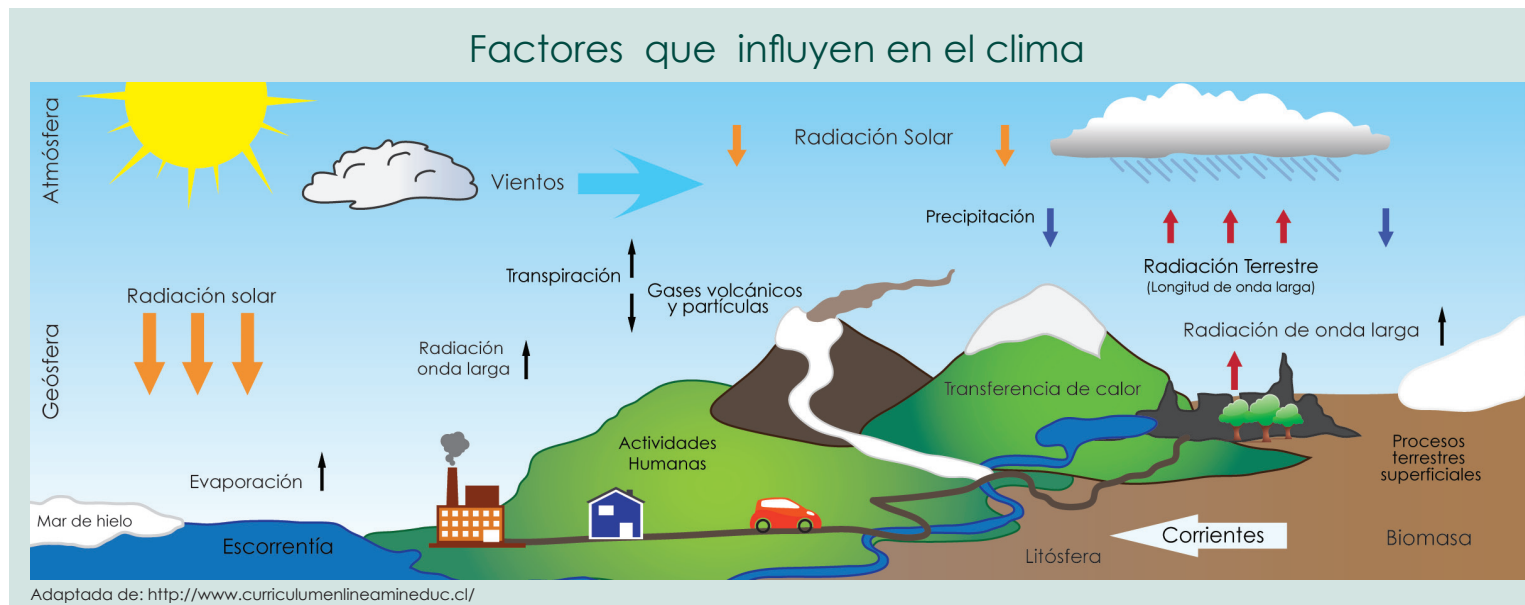 Factores que influyen en el clima
Atmósfera
Radiación Solar
Vientos
Precipitación
Transpiración
Radiación Terrestre
(Longitud de onda larga)
Gases volcánicos
y partículas
Radiación solar
Geósfera
Radiación de onda larga
Radiación
onda larga
Transferencia de calor
Actividades
Humanas
Procesos
terrestres
superficiales
Evaporación
Mar de hielo
Escorrentía
Corrientes
Biomasa
Litósfera
Adaptada de: http://www.curriculumenlineamineduc.cl/